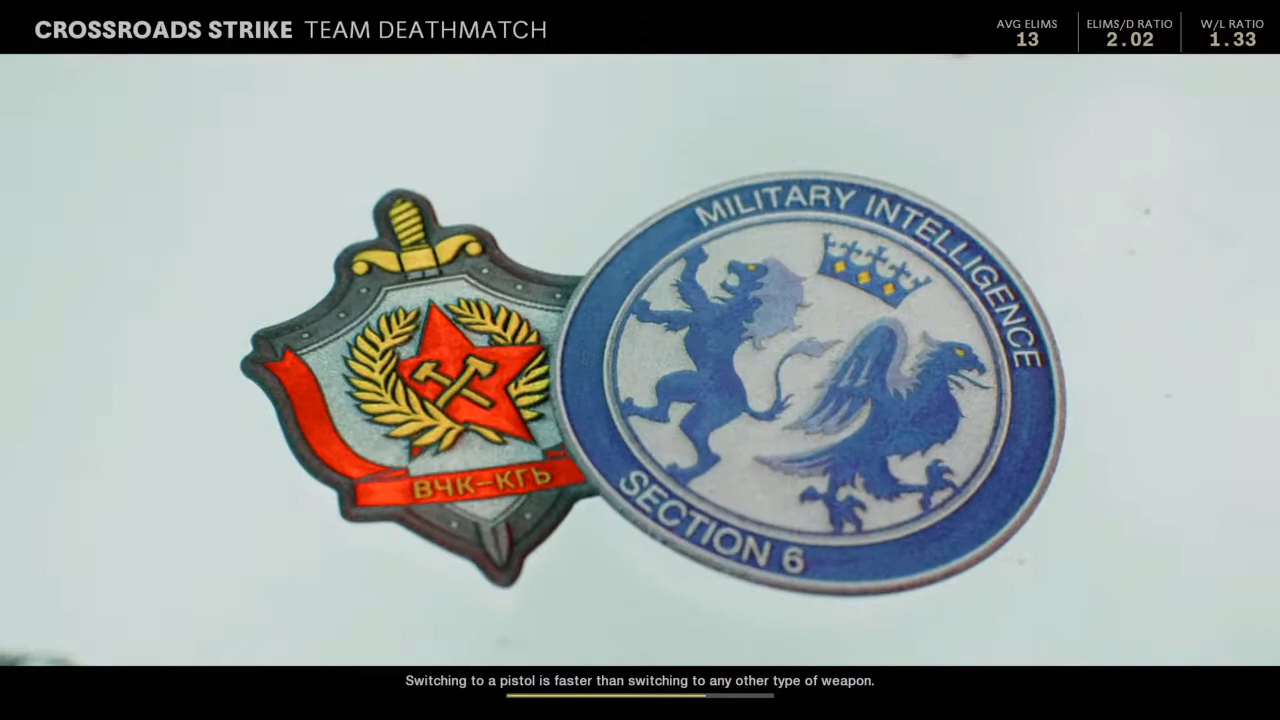 CROSSROADS STRIKE TEAM DEATHMATCH
AVG ELIMS
13
ELIMS/D RATIO
2.02
W/L RATIO
1.33
MILITARY INTELLIGENCE
SECTION 6
ВЧК–КГЬ
Switching to a pistol is faster than switching to any other type of weapon.